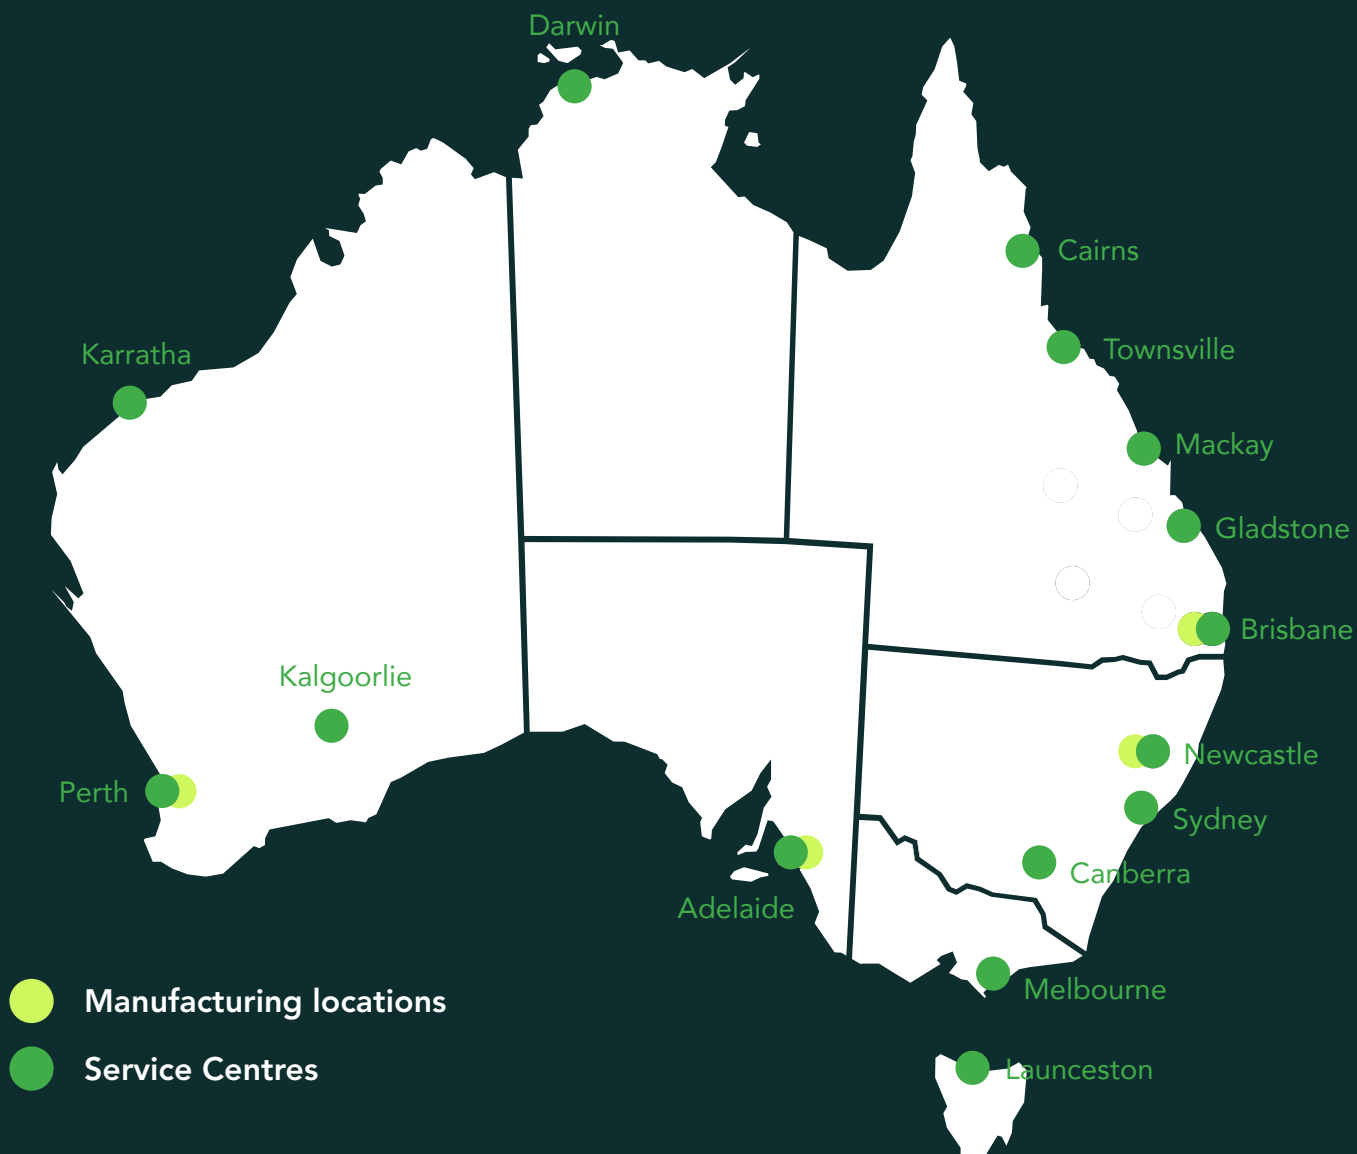 Darwin
Cairns
Karratha
Townsville
Mackay
Gladstone
Brisbane
Kalgoorlie
Newcastle
Perth
Sydney
Canberra
Adelaide
Melbourne
Manufacturing locations
Service Centres
Launceston